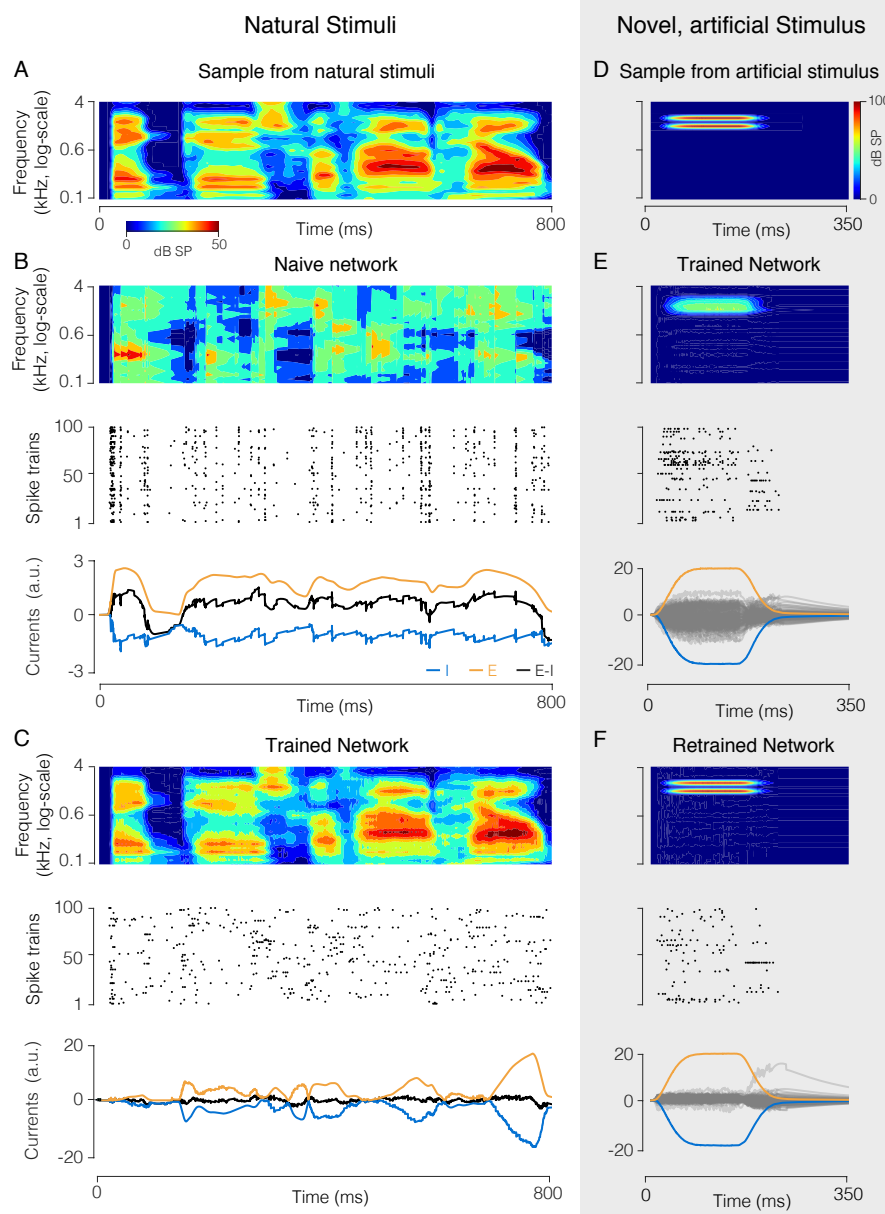 Natural Stimuli
Novel, artificial Stimulus
A
Sample from natural stimuli
Frequency
(kHz, log-scale)
4
0.6
0.1
0
Time (ms)
800
0
dB SP
50
D
Sample from artificial stimulus
100
dB SP
0
0
Time (ms)
350
B
Naive network
Frequency
(kHz, log-scale)
4
0.6
0.1
Spike trains
100
50
1
Currents (a.u.)
3
0
-3
I
E
E-I
0
Time (ms)
800
E
Trained Network
20
0
-20
0
Time (ms)
350
C
Trained Network
Frequency
(kHz, log-scale)
4
0.6
0.1
Spike trains
100
50
1
Currents (a.u.)
20
0
-20
0
Time (ms)
800
F
Retrained Network
20
0
-20
0
Time (ms)
350